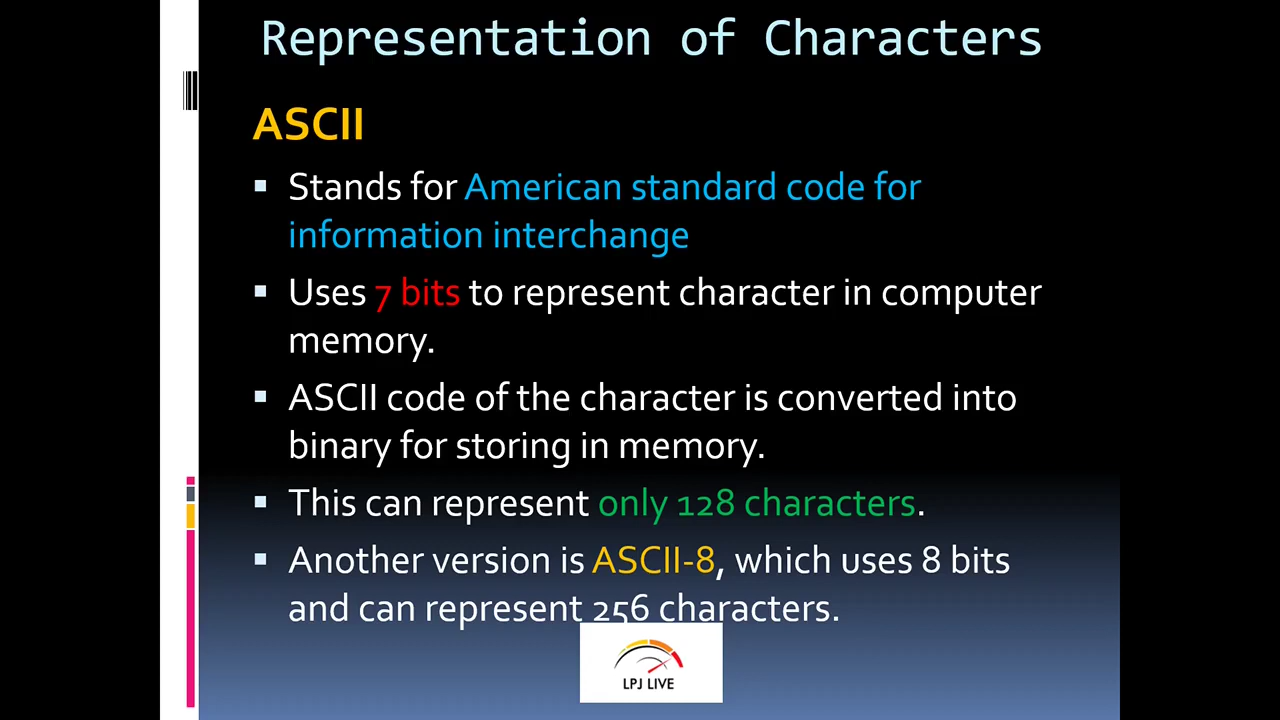 Representation of Characters
ASCII
▪ Stands for American standard code for
information interchange
▪ Uses 7 bits to represent character in computer
memory.
▪ ASCII code of the character is converted into
binary for storing in memory.
▪ This can represent only 128 characters.
▪ Another version is ASCII-8, which uses 8 bits
and can represent 256 characters.
LPJ LIVE